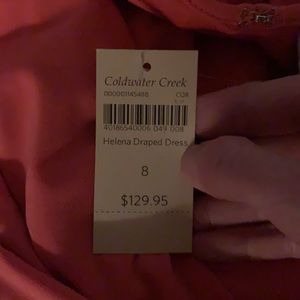 Coldwater Creek
000001145488
40186540006 049 008
Helena Draped Dress
8
$129.95